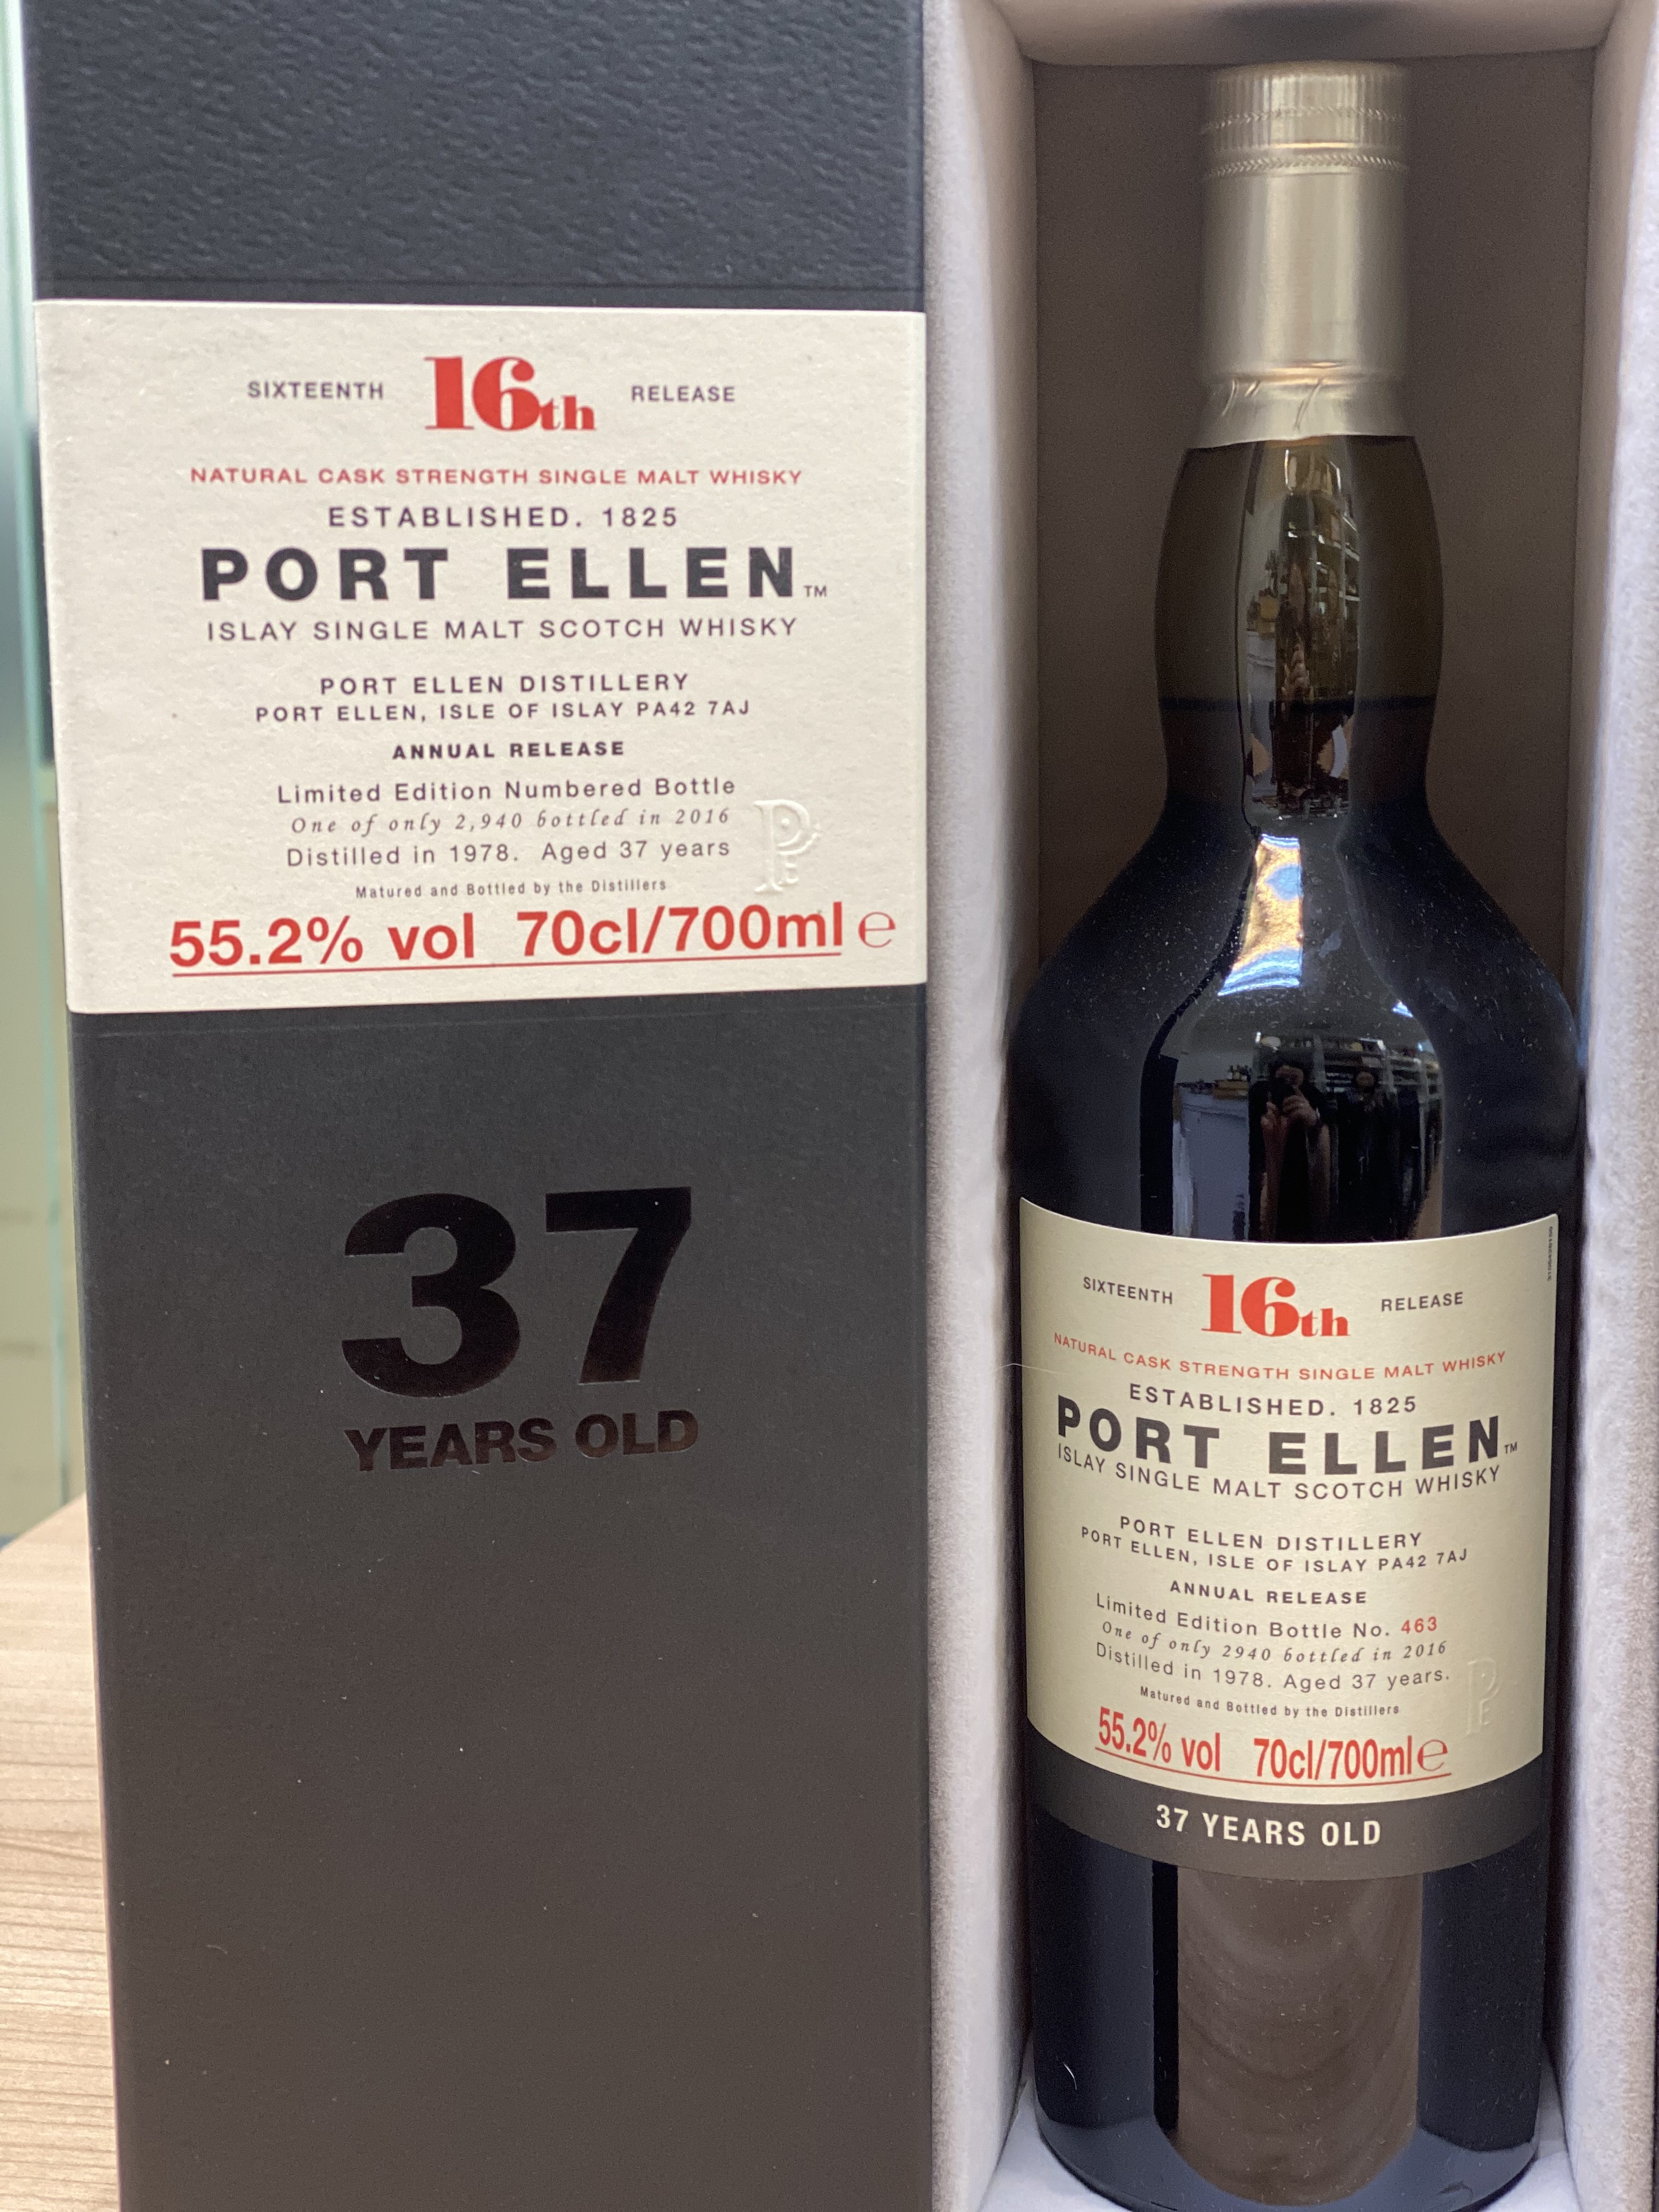 SIXTEENTH 16th RELEASE
NATURAL CASK STRENGTH SINGLE MALT WHISKY
ESTABLISHED. 1825
PORT ELLEN™
ISLAY SINGLE MALT SCOTCH WHISKY
PORT ELLEN DISTILLERY
PORT ELLEN, ISLE OF ISLAY PA42 7AJ
ANNUAL RELEASE
Limited Edition Numbered Bottle
One of only 2,940 bottled in 2016
Distilled in 1978. Aged 37 years
Matured and Bottled by the Distillers
55.2% vol 70cl/700ml e
37
YEARS OLD
SIXTEENTH 16th RELEASE
NATURAL CASK STRENGTH SINGLE MALT WHISKY
ESTABLISHED. 1825
PORT ELLEN™
ISLAY SINGLE MALT SCOTCH WHISKY
PORT ELLEN DISTILLERY
PORT ELLEN, ISLE OF ISLAY PA42 7AJ
ANNUAL RELEASE
Limited Edition Bottle No. 463
One of only 2940 bottled in 2016
Distilled in 1978. Aged 37 years.
Matured and Bottled by the Distillers
55.2% vol 70cl/700ml e
37 YEARS OLD